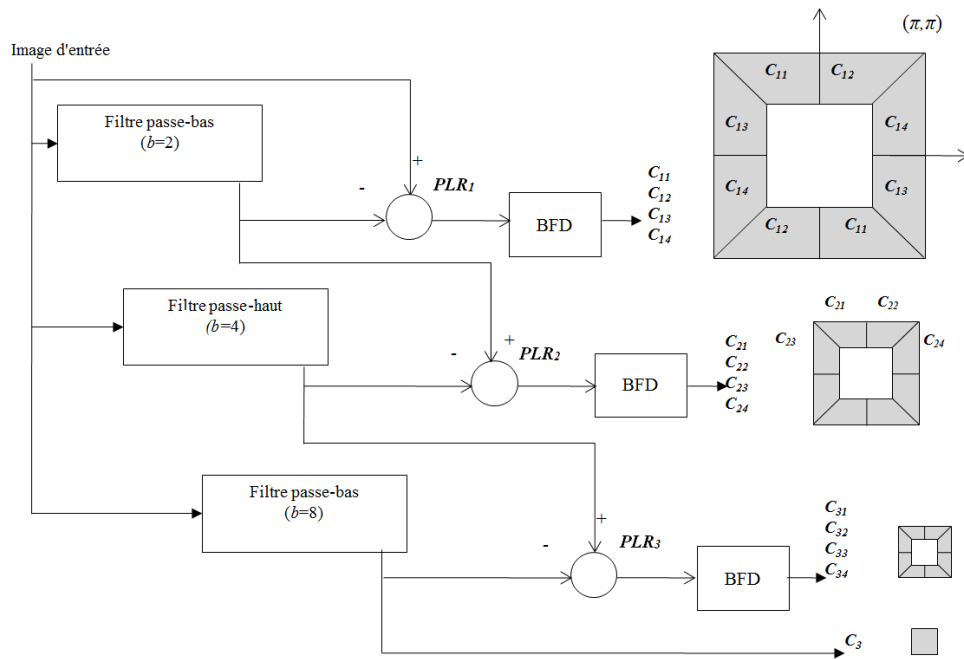 Image d'entrée
(π,π)
C11
C12
Filtre passe-bas
(b=2)
C13
C14
+
-
PLR1
C11
C12
C13
C14
BFD
C14
C13
C12
C11
Filtre passe-haut
(b=4)
C21
C22
-
+
PLR2
C21
C22
C23
C24
BFD
C23
C24
Filtre passe-bas
(b=8)
+
-
PLR3
C31
C32
C33
C34
BFD
C3